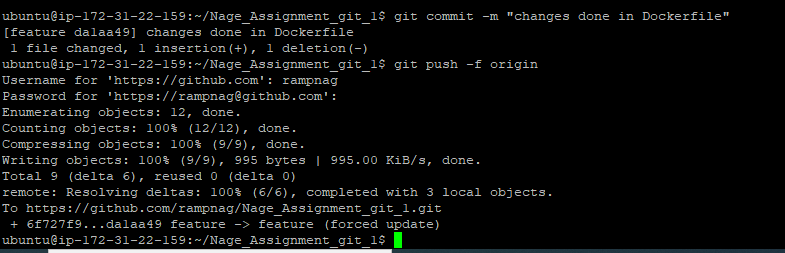 ubuntu@ip-172-31-22-159:~/Nage_Assignment_git_1$ git commit -m "changes done in Dockerfile"
[feature da1aa49] changes done in Dockerfile
 1 file changed, 1 insertion(+), 1 deletion(-)
ubuntu@ip-172-31-22-159:~/Nage_Assignment_git_1$ git push -f origin
Username for 'https://github.com': rampnag
Password for 'https://rampnag@github.com':
Enumerating objects: 12, done.
Counting objects: 100% (12/12), done.
Compressing objects: 100% (9/9), done.
Writing objects: 100% (9/9), 995 bytes | 995.00 KiB/s, done.
Total 9 (delta 6), reused 0 (delta 0)
remote: Resolving deltas: 100% (6/6), completed with 3 local objects.
To https://github.com/rampnag/Nage_Assignment_git_1.git
 + 6f727f9...da1aa49 feature -> feature (forced update)
ubuntu@ip-172-31-22-159:~/Nage_Assignment_git_1$